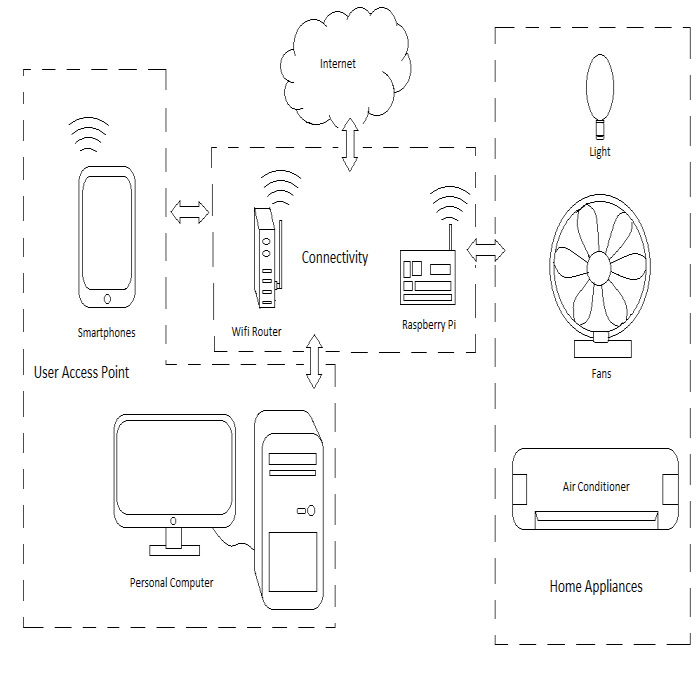 Internet
Light
Connectivity
Wifi Router
Raspberry Pi
Smartphones
User Access Point
Fans
Air Conditioner
Personal Computer
Home Appliances